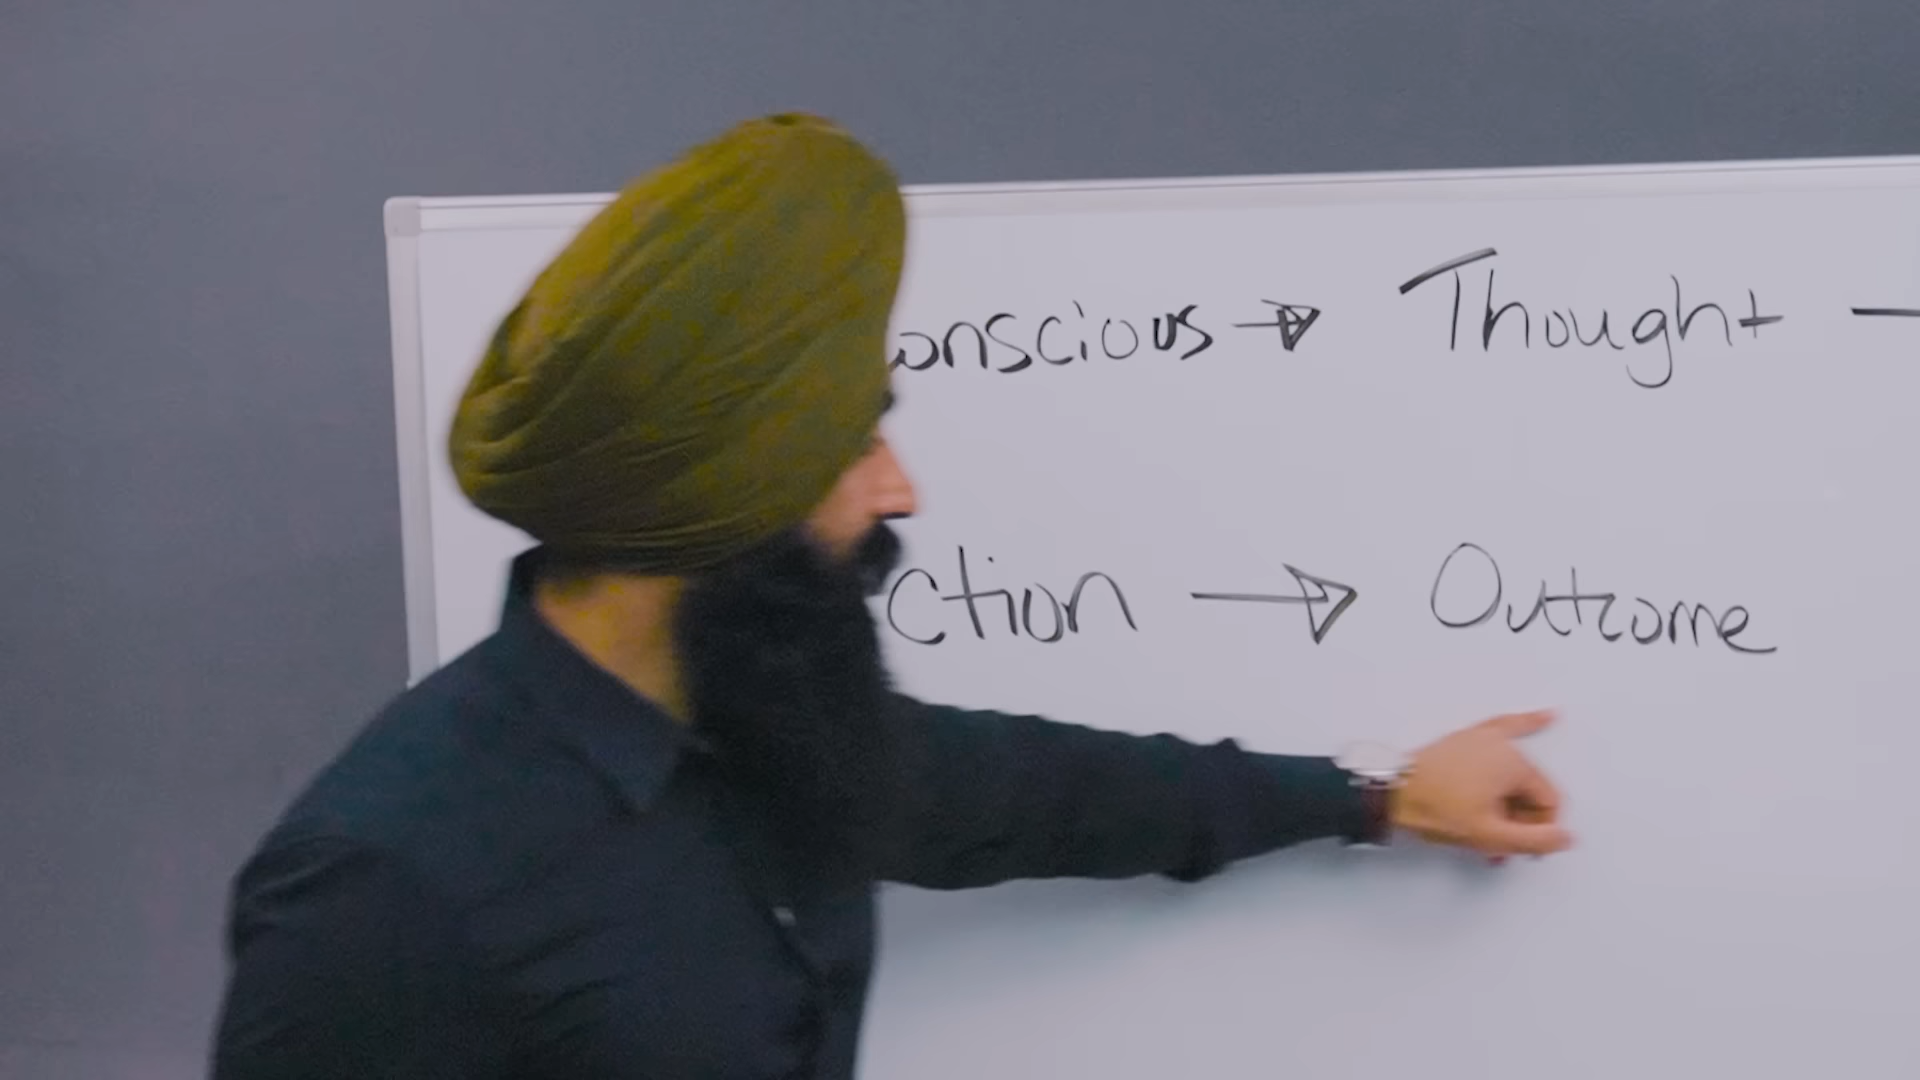 onscious → Thought —
ction → Outcome